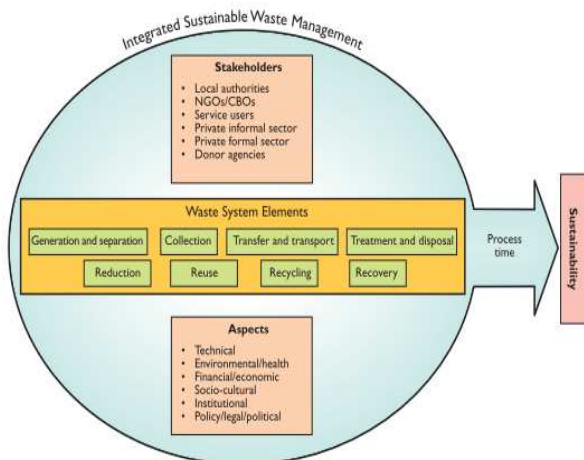 Integrated Sustainable Waste Management
Stakeholders
• Local authorities
• NGOs/CBOs
• Service users
• Private informal sector
• Private formal sector
• Donor agencies
Waste System Elements
Generation and separation
Collection
Transfer and transport
Treatment and disposal
Reduction
Reuse
Recycling
Recovery
Process
time
Sustainability
Aspects
• Technical
• Environmental/health
• Financial/economic
• Socio-cultural
• Institutional
• Policy/legal/political